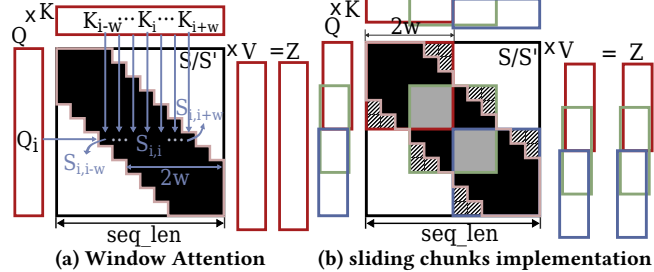 ×K
K_{i-w} ··· K_i ··· K_{i+w}
Q
S/S'
× V = Z
S_{i,i+w}
Q_i
S_{i,i}
S_{i,i-w}
2w
seq_len
(a) Window Attention
×K
Q
2w
S/S'
× V = Z
seq_len
(b) sliding chunks implementation